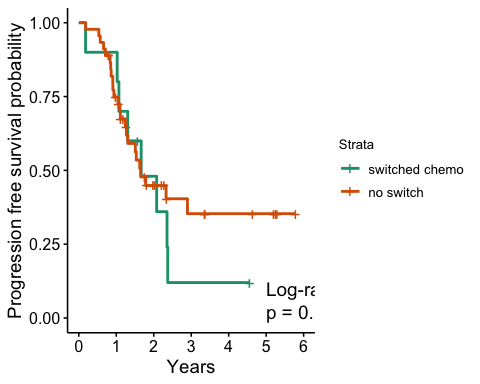 Progression free survival probability
1.00
0.75
0.50
0.25
0.00
Log-ra
p = 0.
0 1 2 3 4 5 6
Years
Strata
switched chemo
no switch